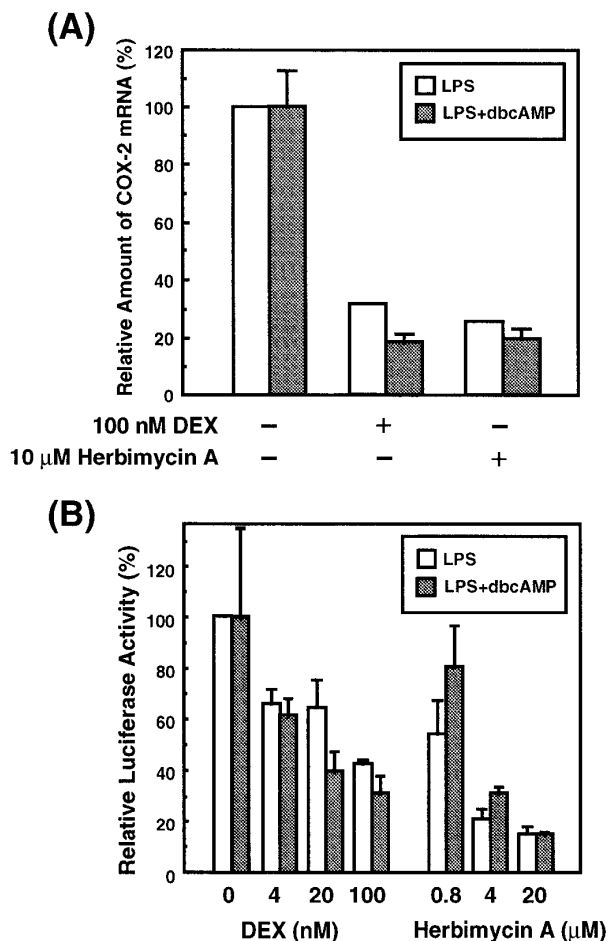 (A)
Relative Amount of COX-2 mRNA (%)
120
100
80
60
40
20
0
LPS
LPS+dbcAMP
100 nM DEX − + −
10 μM Herbimycin A − − +
(B)
Relative Luciferase Activity (%)
120
100
80
60
40
20
0
LPS
LPS+dbcAMP
0 4 20 100 0.8 4 20
DEX (nM) Herbimycin A (μM)